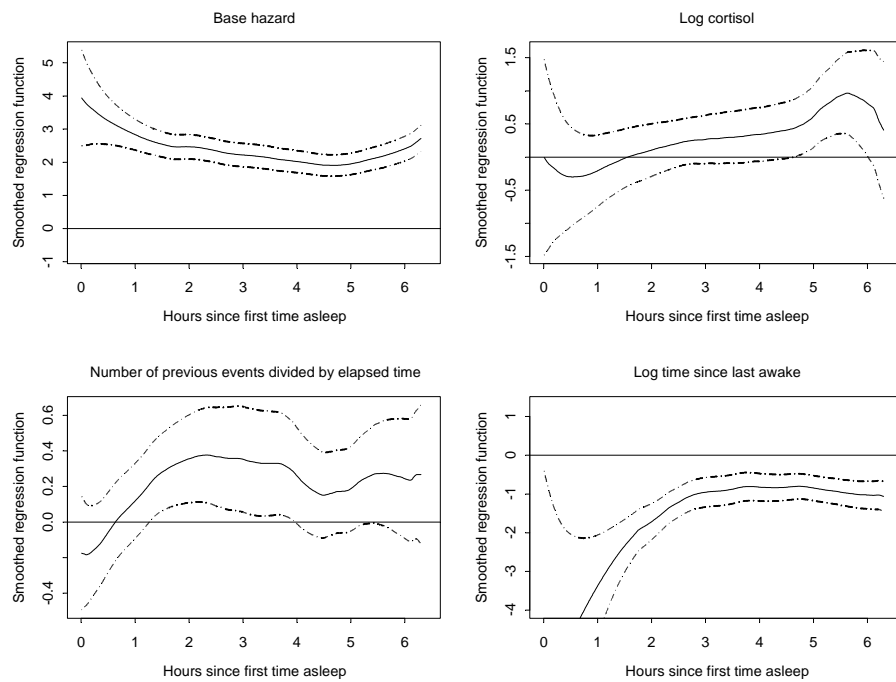 Base hazard
Smoothed regression function
5
4
3
2
1
0
-1
0 1 2 3 4 5 6
Hours since first time asleep
Log cortisol
Smoothed regression function
1.5
0.5
-0.5
-1.5
0 1 2 3 4 5 6
Hours since first time asleep
Number of previous events divided by elapsed time
Smoothed regression function
0.6
0.4
0.2
0.0
-0.4
0 1 2 3 4 5 6
Hours since first time asleep
Log time since last awake
Smoothed regression function
1
0
-1
-2
-3
-4
0 1 2 3 4 5 6
Hours since first time asleep